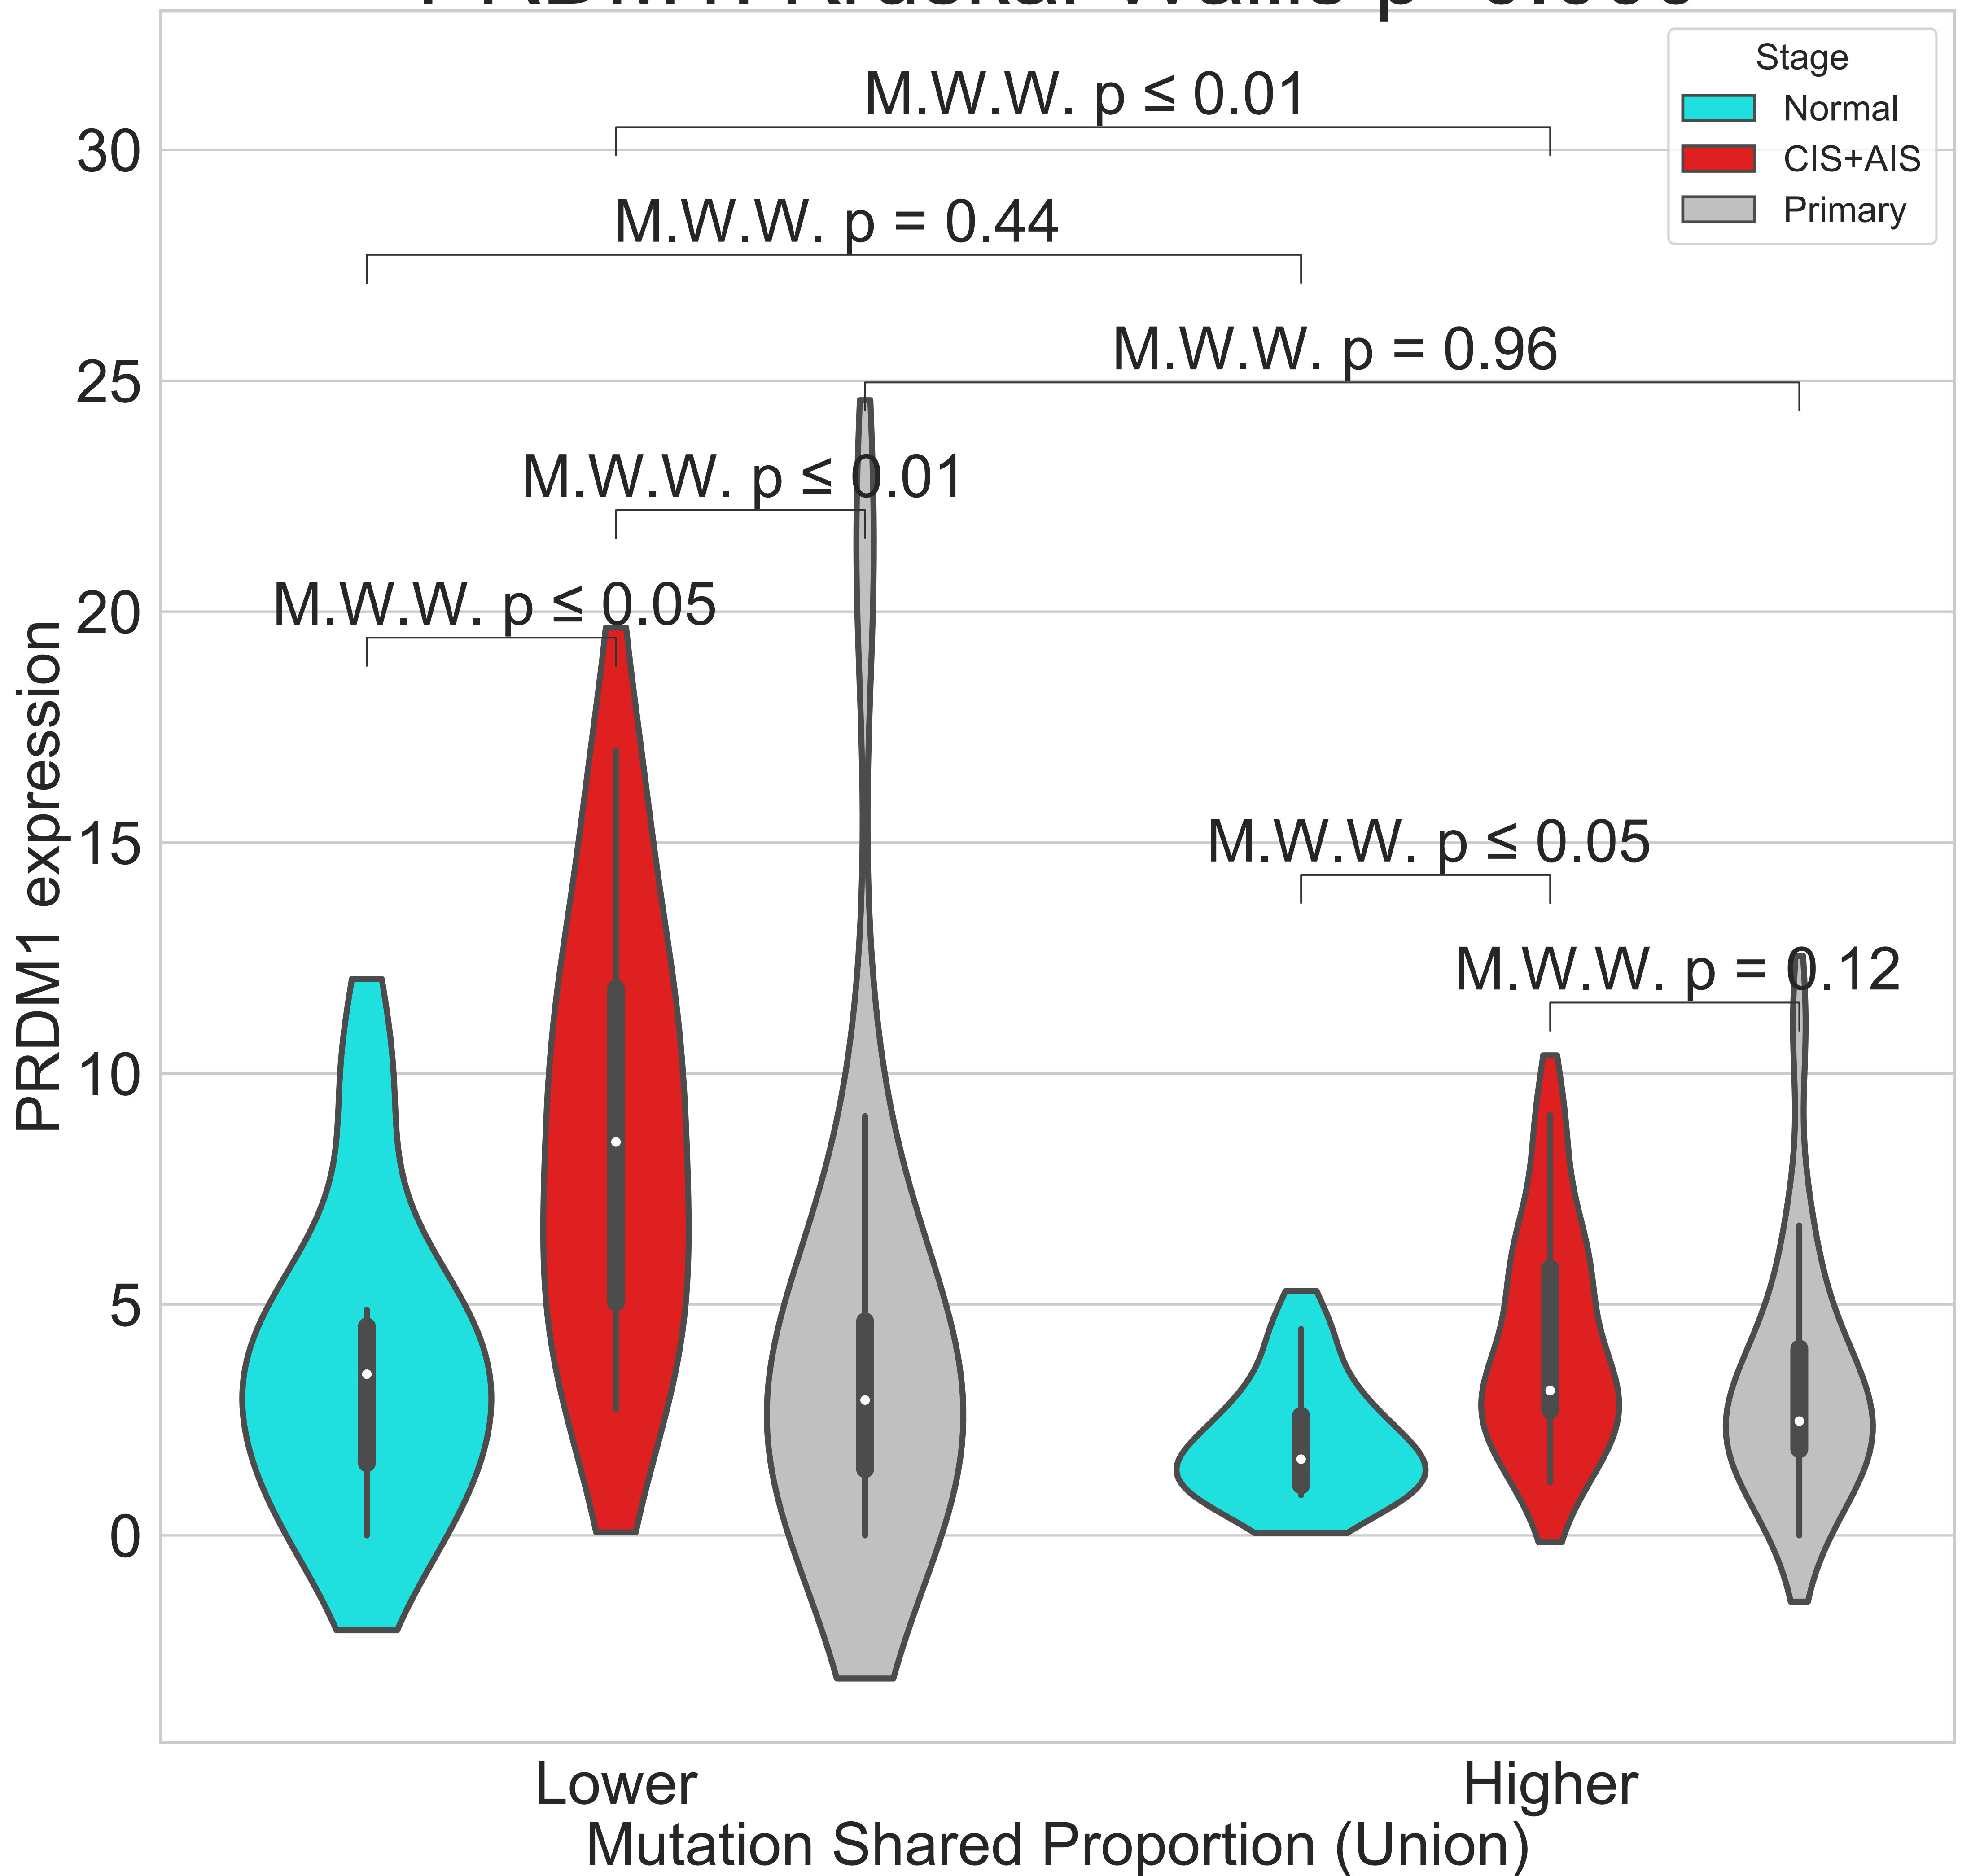 Stage
Normal
CIS+AIS
Primary
M.W.W. p ≤ 0.01
M.W.W. p = 0.44
M.W.W. p = 0.96
M.W.W. p ≤ 0.01
M.W.W. p ≤ 0.05
M.W.W. p ≤ 0.05
M.W.W. p = 0.12
30
25
20
15
10
5
0
PRDM1 expression
Lower
Higher
Mutation Shared Proportion (Union)